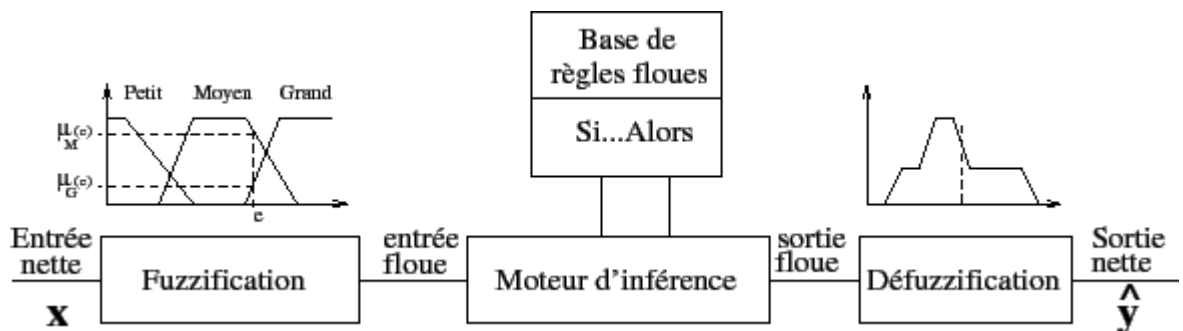 Base de
règles floues
Si...Alors
Petit Moyen Grand
μM(e)
μG(e)
e
Entrée
nette
x
Fuzzification
entrée
floue
Moteur d'inférence
sortie
floue
Défuzzification
Sortie
nette
ŷ